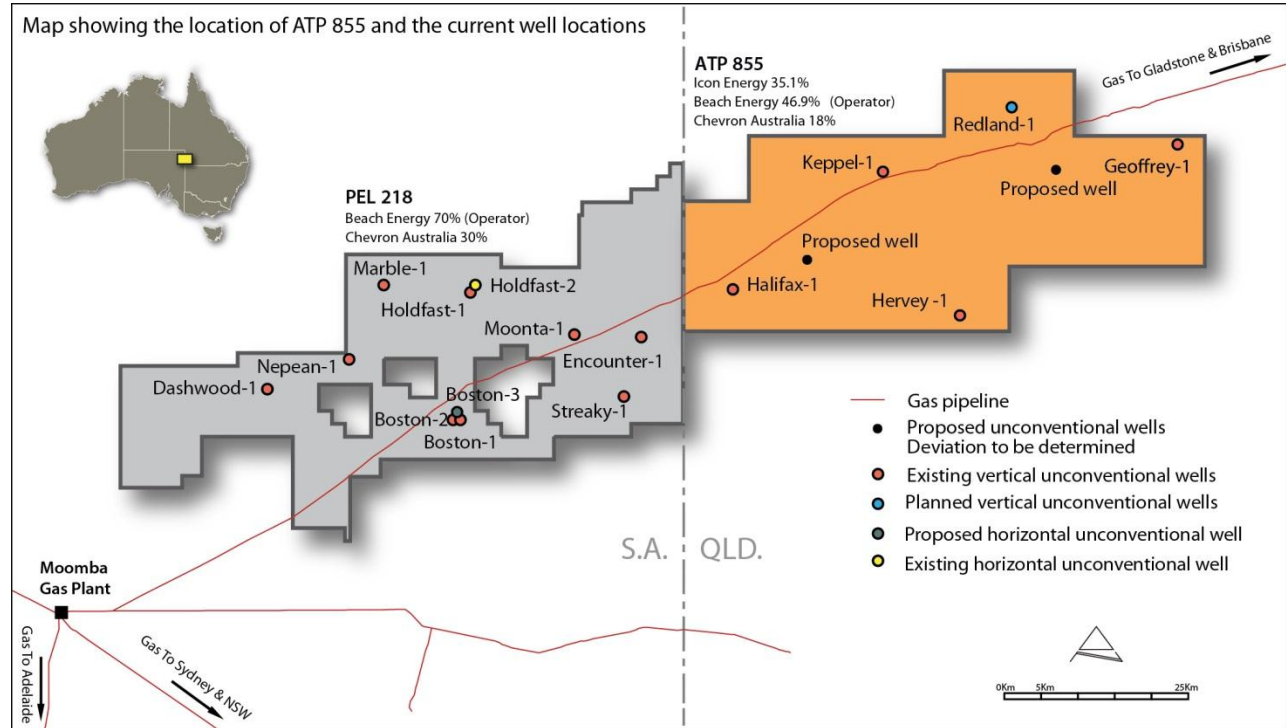 Map showing the location of ATP 855 and the current well locations
ATP 855
Icon Energy 35.1%
Beach Energy 46.9% (Operator)
Chevron Australia 18%
Gas To Gladstone & Brisbane
Redland-1
Keppel-1
Geoffrey-1
Proposed well
PEL 218
Beach Energy 70% (Operator)
Chevron Australia 30%
Proposed well
Marble-1
Holdfast-2
Halifax-1
Holdfast-1
Hervey -1
Moonta-1
Encounter-1
Nepean-1
Dashwood-1
Boston-3
Streaky-1
Boston-2
Boston-1
Gas pipeline
Proposed unconventional wells
Deviation to be determined
Existing vertical unconventional wells
Planned vertical unconventional wells
Proposed horizontal unconventional well
Existing horizontal unconventional well
S.A.
QLD.
Moomba
Gas Plant
Gas To Adelaide
Gas To Sydney & NSW
0Km
5Km
25Km